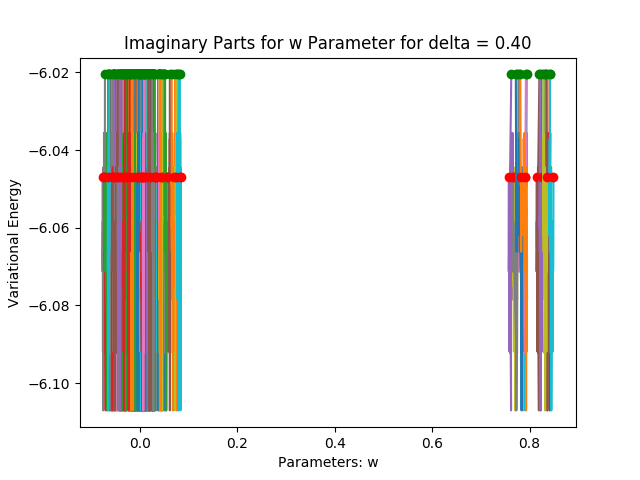 Imaginary Parts for w Parameter for delta = 0.40
Variational Energy
−6.02
−6.04
−6.06
−6.08
−6.10
0.0 0.2 0.4 0.6 0.8
Parameters: w